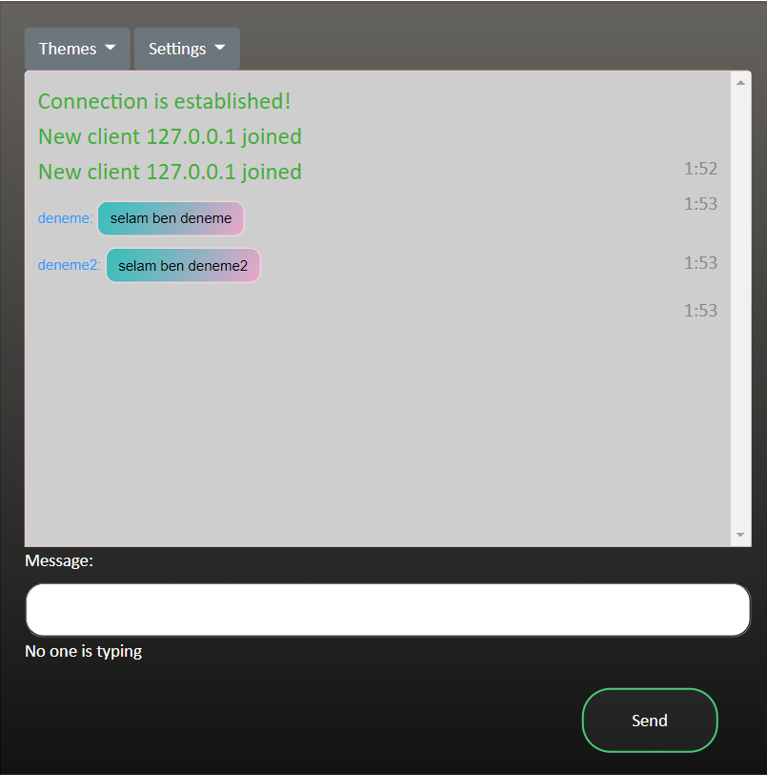 Themes Settings
Connection is established!
New client 127.0.0.1 joined
New client 127.0.0.1 joined 1:52
deneme: selam ben deneme 1:53
deneme2: selam ben deneme2 1:53
1:53
Message:
No one is typing
Send